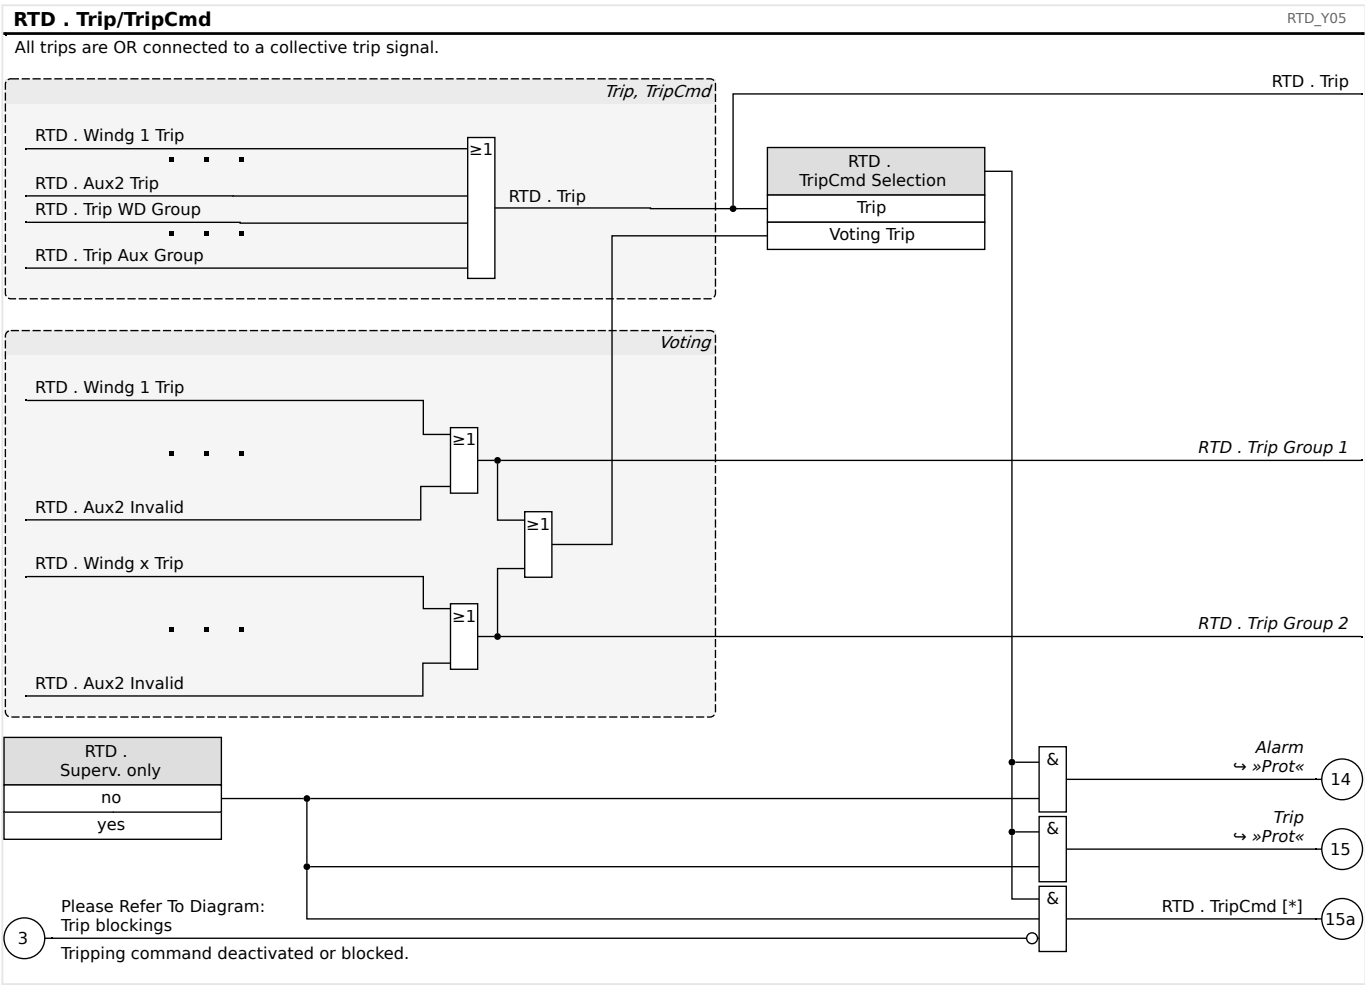 RTD . Trip/TripCmd
RTD_Y05
All trips are OR connected to a collective trip signal.
RTD . Trip
Trip, TripCmd
RTD . Windg 1 Trip
≥1
RTD .
TripCmd Selection
RTD . Aux2 Trip
RTD . Trip
Trip
RTD . Trip WD Group
Voting Trip
RTD . Trip Aux Group
Voting
RTD . Windg 1 Trip
≥1
RTD . Trip Group 1
RTD . Aux2 Invalid
≥1
RTD . Windg x Trip
≥1
RTD . Trip Group 2
RTD . Aux2 Invalid
RTD .
Superv. only
no
yes
&
Alarm
↪ »Prot«
14
&
Trip
↪ »Prot«
15
&
RTD . TripCmd [*]
15a
Please Refer To Diagram:
Trip blockings
3
Tripping command deactivated or blocked.